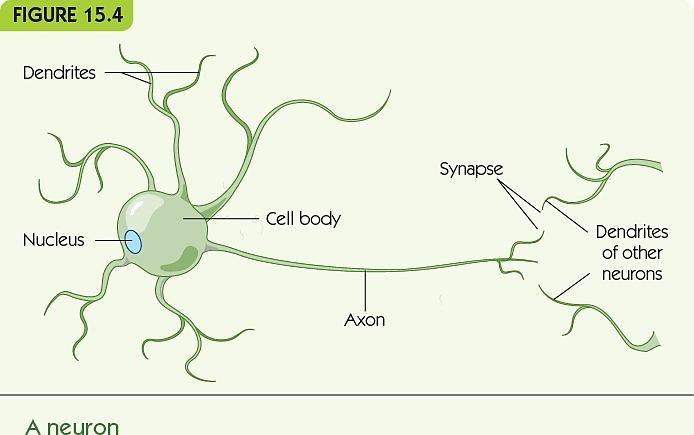 FIGURE 15.4
Dendrites
Synapse
Cell body
Nucleus
Dendrites
of other
neurons
Axon
A neuron